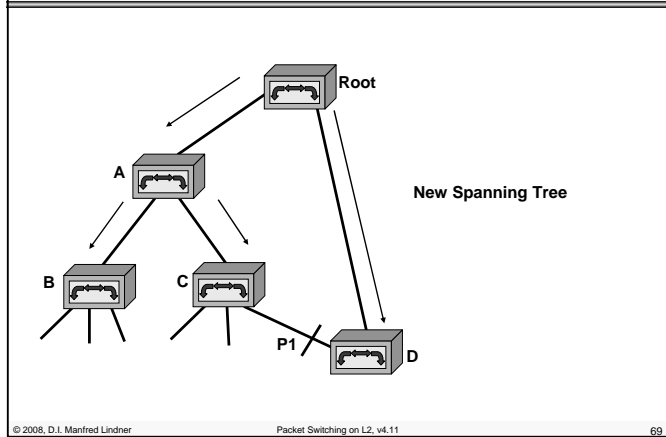 Root
A
New Spanning Tree
B
C
P1
D
© 2008, D.I. Manfred Lindner
Packet Switching on L2, v4.11
69